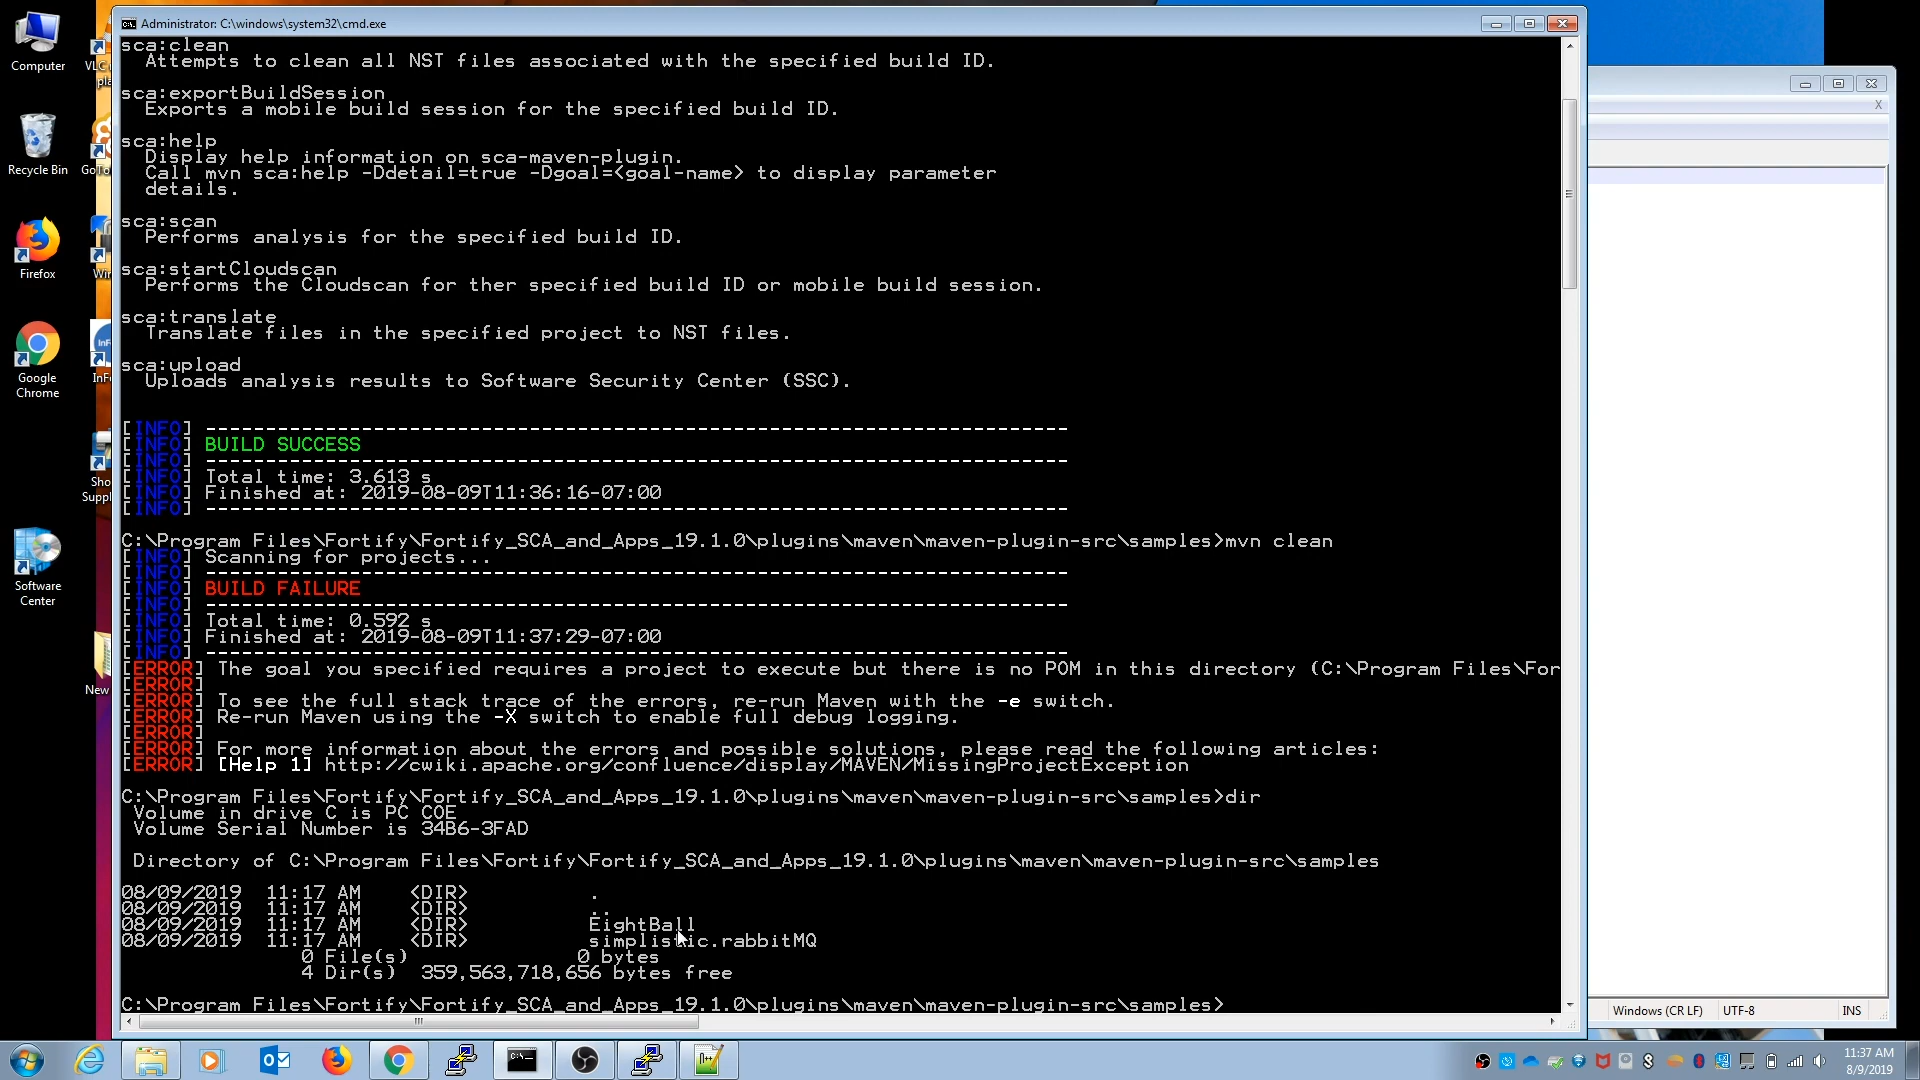 Administrator: C:\windows\system32\cmd.exe
sca:clean
Attempts to clean all NST files associated with the specified build ID.
sca:exportBuildSession
Exports a mobile build session for the specified build ID.
sca:help
Display help information on sca-maven-plugin.
Call mvn sca:help -Ddetail=true -Dgoal=<goal-name> to display parameter
details.
sca:scan
Performs analysis for the specified build ID.
sca:startCloudscan
Performs the Cloudscan for ther specified build ID or mobile build session.
sca:translate
Translate files in the specified project to NST files.
sca:upload
Uploads analysis results to Software Security Center (SSC).
[INFO] ------------------------------------------------------------------------
[INFO] BUILD SUCCESS
[INFO] ------------------------------------------------------------------------
[INFO] Total time: 3.613 s
[INFO] Finished at: 2019-08-09T11:36:16-07:00
[INFO] ------------------------------------------------------------------------
C:\Program Files\Fortify\Fortify_SCA_and_Apps_19.1.0\plugins\maven\maven-plugin-src\samples>mvn clean
[INFO] Scanning for projects...
[INFO] ------------------------------------------------------------------------
[INFO] BUILD FAILURE
[INFO] ------------------------------------------------------------------------
[INFO] Total time: 0.592 s
[INFO] Finished at: 2019-08-09T11:37:29-07:00
[INFO] ------------------------------------------------------------------------
[ERROR] The goal you specified requires a project to execute but there is no POM in this directory (C:\Program Files\For
[ERROR]
[ERROR] To see the full stack trace of the errors, re-run Maven with the -e switch.
[ERROR] Re-run Maven using the -X switch to enable full debug logging.
[ERROR]
[ERROR] For more information about the errors and possible solutions, please read the following articles:
[ERROR] [Help 1] http://cwiki.apache.org/confluence/display/MAVEN/MissingProjectException
C:\Program Files\Fortify\Fortify_SCA_and_Apps_19.1.0\plugins\maven\maven-plugin-src\samples>dir
Volume in drive C is PC COE
Volume Serial Number is 34B6-3FAD
Directory of C:\Program Files\Fortify\Fortify_SCA_and_Apps_19.1.0\plugins\maven\maven-plugin-src\samples
08/09/2019 11:17 AM <DIR> .
08/09/2019 11:17 AM <DIR> ..
08/09/2019 11:17 AM <DIR> EightBall
08/09/2019 11:17 AM <DIR> simplistic.rabbitMQ
0 File(s) 0 bytes
4 Dir(s) 359,563,718,656 bytes free
C:\Program Files\Fortify\Fortify_SCA_and_Apps_19.1.0\plugins\maven\maven-plugin-src\samples>
Computer
Recycle Bin
Firefox
Google
Chrome
Software
Center
VLC
pla
GoTo
Wir
InFo
Sho
Suppl
New
Windows (CR LF) UTF-8 INS
11:37 AM
8/9/2019